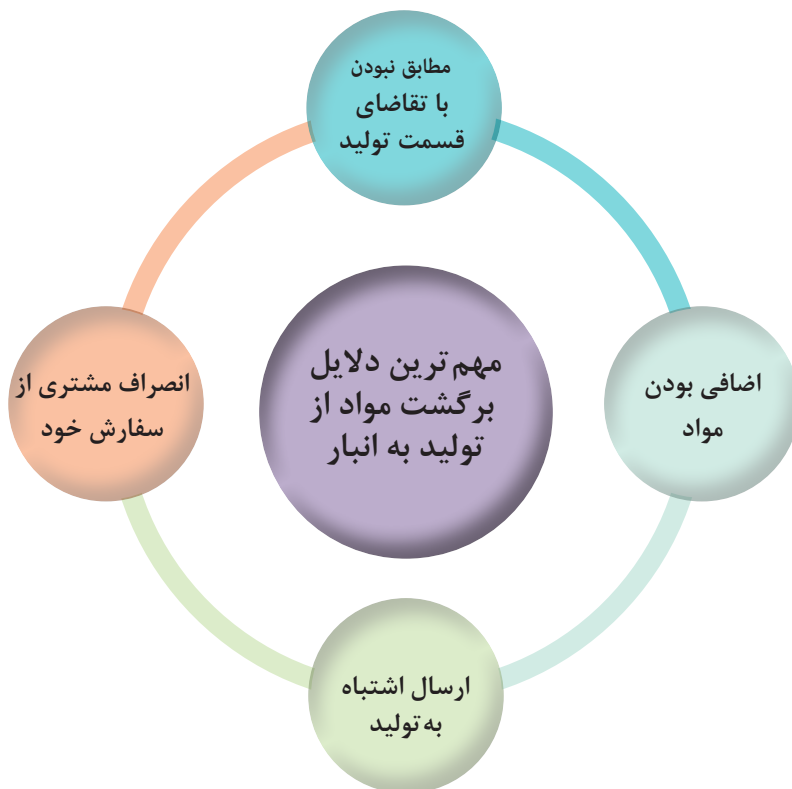 مطابق نبودن
با تقاضای
قسمت تولید
اضافی بودن
مواد
مهم‌ترین دلایل
برگشت مواد از
تولید به انبار
انصراف مشتری از
سفارش خود
ارسال اشتباه
به تولید